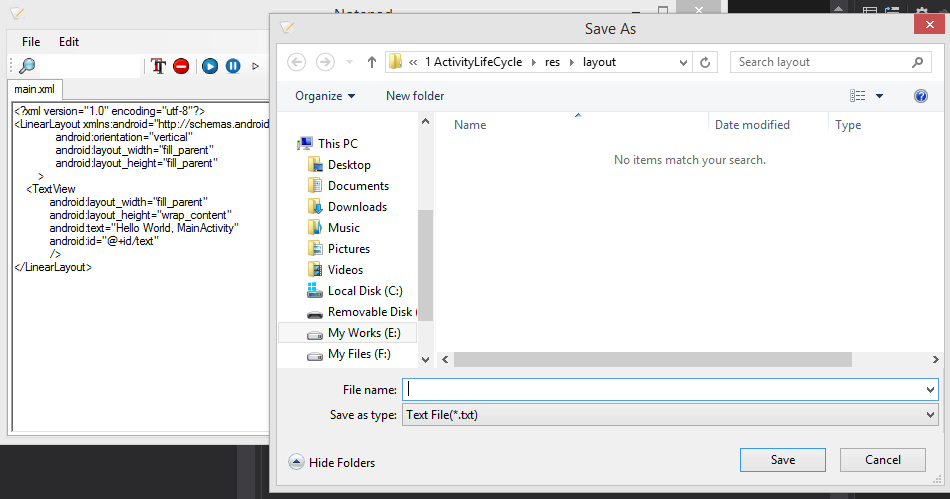 Notepad
File Edit
main.xml
<?xml version="1.0" encoding="utf-8"?>
<LinearLayout xmlns:android="http://schemas.android
android:orientation="vertical"
android:layout_width="fill_parent"
android:layout_height="fill_parent"
>
<TextView
android:layout_width="fill_parent"
android:layout_height="wrap_content"
android:text="Hello World, MainActivity"
android:id="@+id/text"
/>
</LinearLayout>
Save As
« 1 ActivityLifeCycle res layout Search layout
Organize New folder
This PC
Desktop
Documents
Downloads
Music
Pictures
Videos
Local Disk (C:)
Removable Disk (
My Works (E:)
My Files (F:)
Name Date modified Type
No items match your search.
File name:
Save as type: Text File(*.txt)
Hide Folders Save Cancel